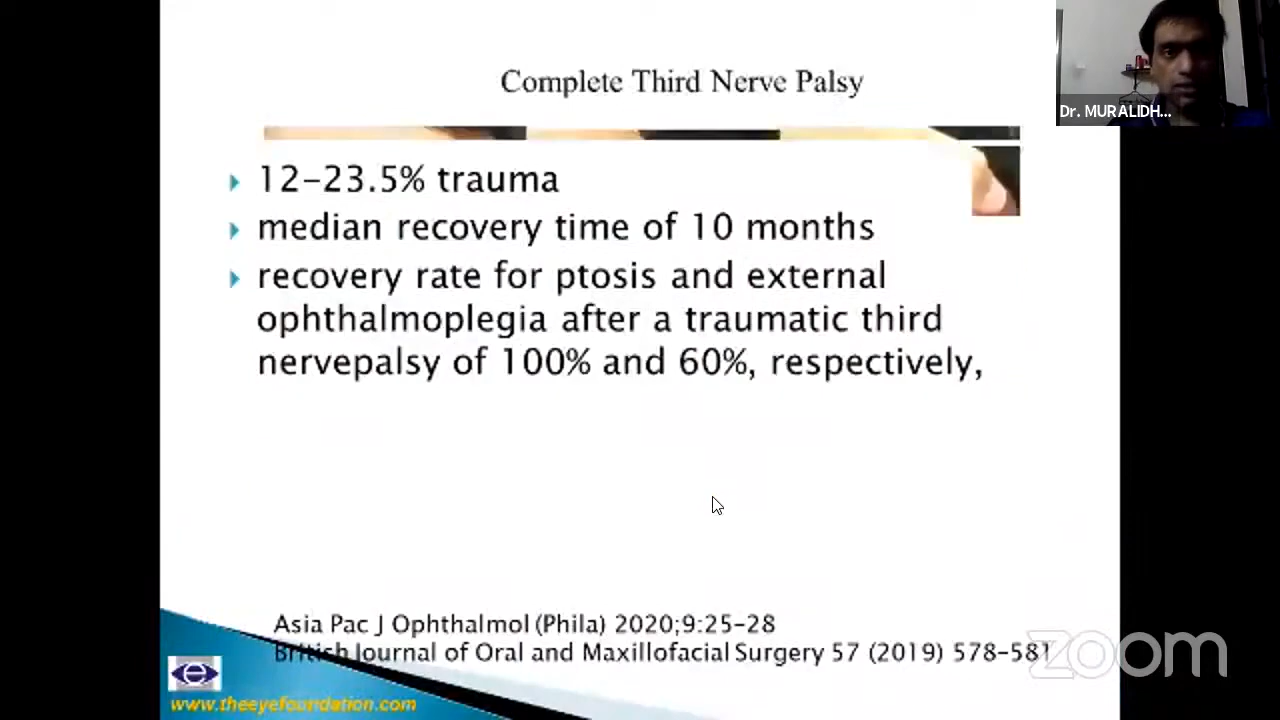 Complete Third Nerve Palsy
Dr. MURALIDH...
12-23.5% trauma
median recovery time of 10 months
recovery rate for ptosis and external
ophthalmoplegia after a traumatic third
nervepalsy of 100% and 60%, respectively,
Asia Pac J Ophthalmol (Phila) 2020;9:25-28
British Journal of Oral and Maxillofacial Surgery 57 (2019) 578-581
zoom
www.theeyefoundation.com